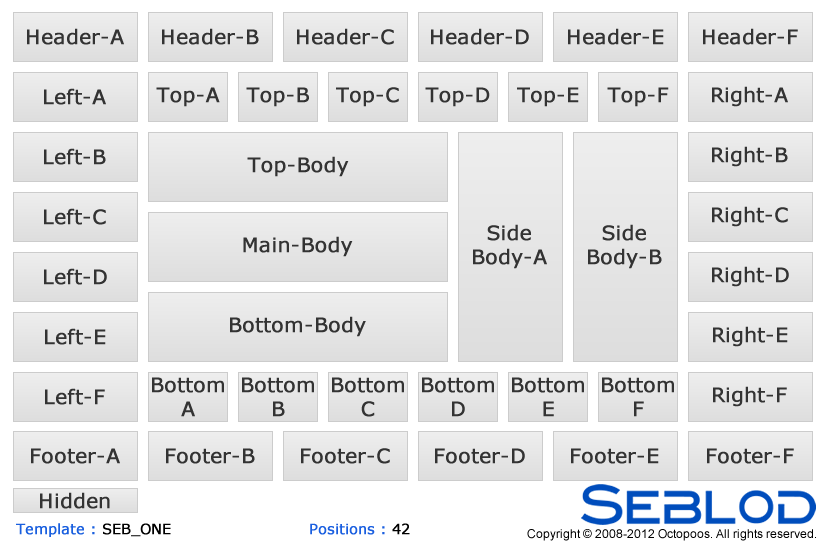 Header-A Header-B Header-C Header-D Header-E Header-F
Left-A Top-A Top-B Top-C Top-D Top-E Top-F Right-A
Left-B Top-Body Right-B
Left-C Main-Body Side Body-A Side Body-B Right-C
Left-D Right-D
Left-E Bottom-Body Right-E
Left-F Bottom A Bottom B Bottom C Bottom D Bottom E Bottom F Right-F
Footer-A Footer-B Footer-C Footer-D Footer-E Footer-F
Hidden
SEBLOD
Template : SEB_ONE Positions : 42
Copyright © 2008-2012 Octopoos. All rights reserved.